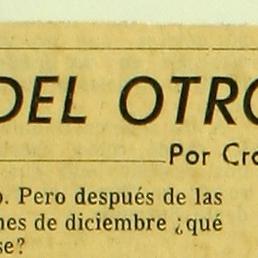 DEL OTRO
Por Cro
o. Pero después de las
nes de diciembre ¿qué
se?